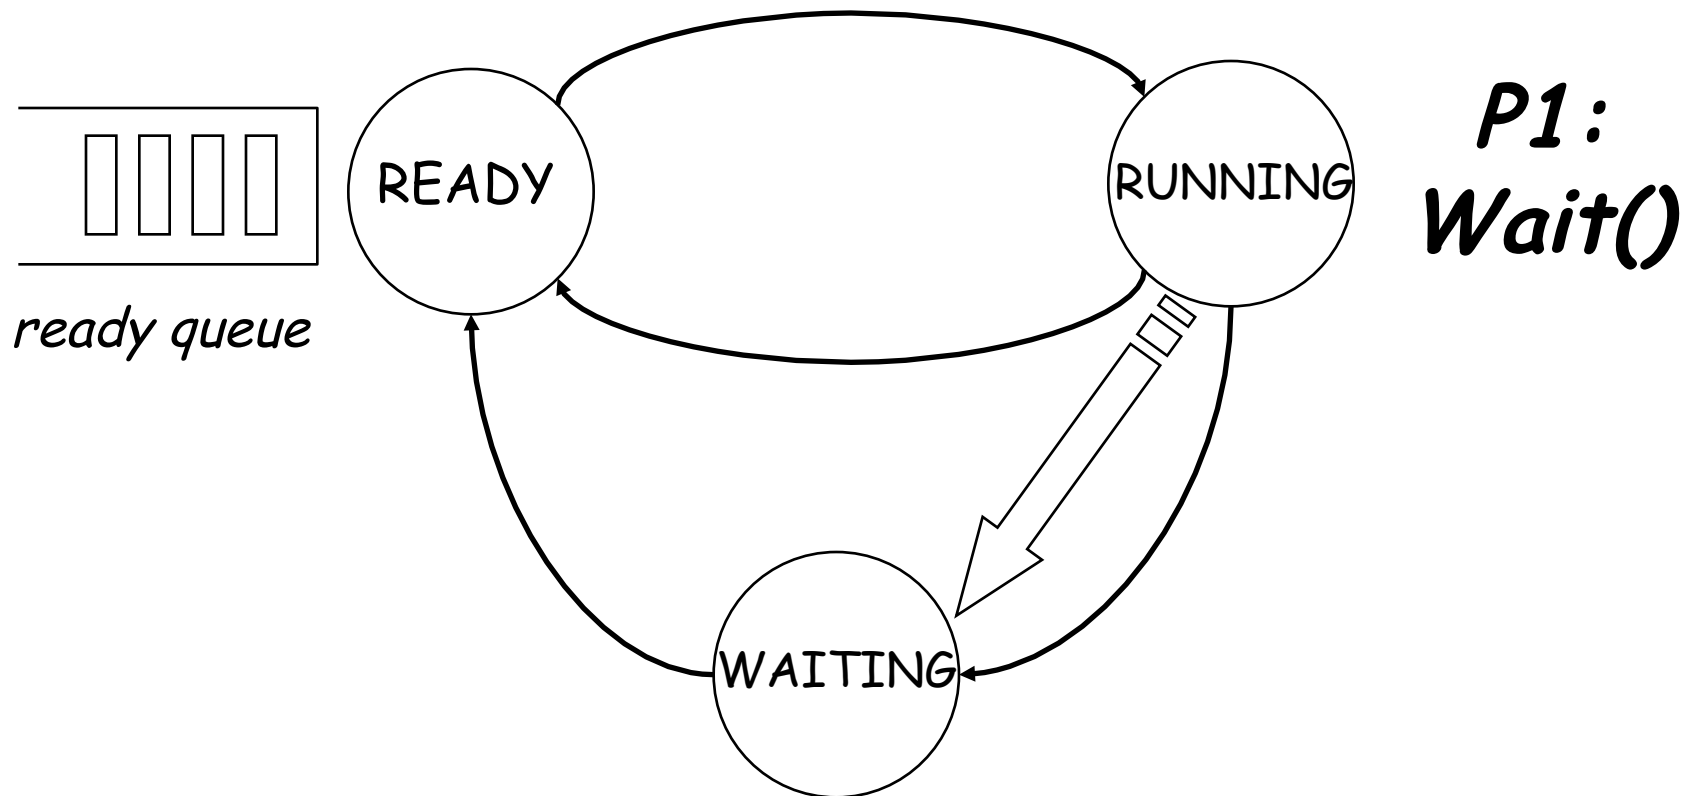 READY
RUNNING
P1:
Wait()
ready queue
WAITING